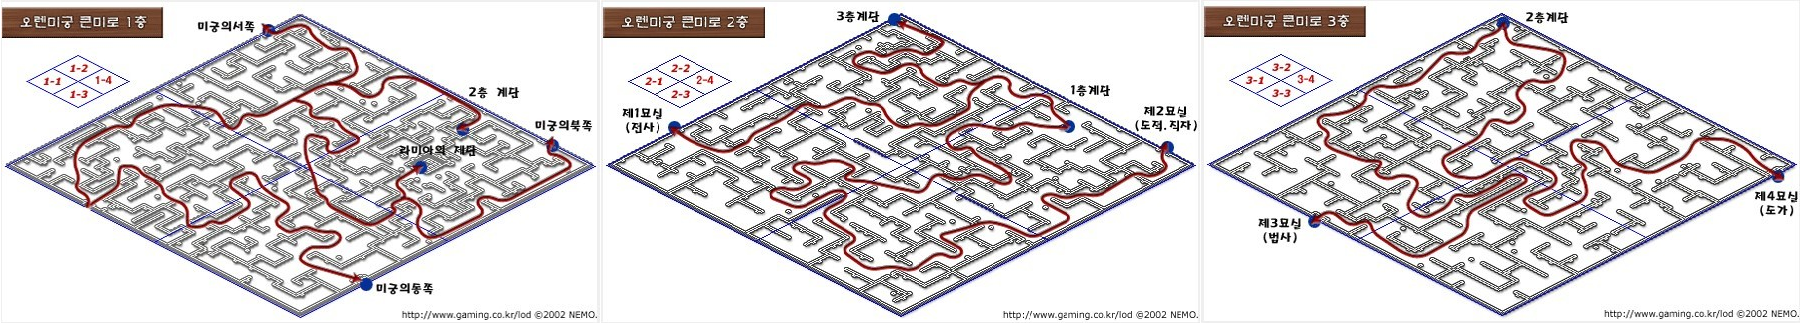 오렌미궁 큰미로 1층
미궁의서쪽
1-2
1-1
1-4
1-3
2층 계단
미궁의북쪽
라미아의 제단
미궁의동쪽
http://www.gaming.co.kr/lod ©2002 NEMO.
오렌미궁 큰미로 2층
3층계단
2-2
2-1
2-4
2-3
1층계단
제1묘실
(전사)
제2묘실
(도적.직자)
http://www.gaming.co.kr/lod ©2002 NEMO.
오렌미궁 큰미로 3층
2층계단
3-2
3-1
3-4
3-3
제4묘실
(도가)
제3묘실
(법사)
http://www.gaming.co.kr/lod ©2002 NEMO.